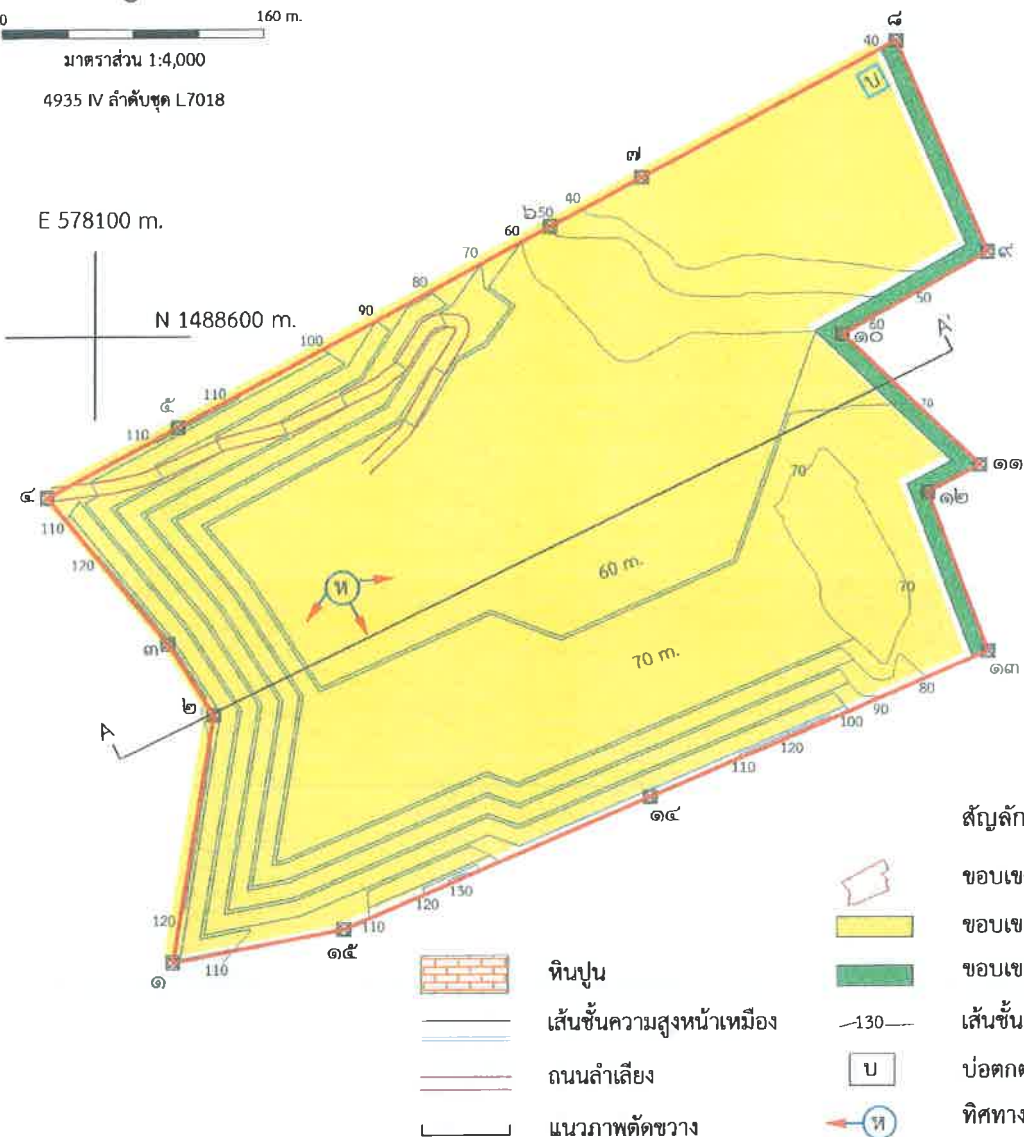 0 160 m.
มาตราส่วน 1:4,000
4935 IV ลำดับชุด L7018
E 578100 m.
N 1488600 m.
๘
40
บ
๗
40
๖ 50
60
70
80
90
100
110
๕
110
๔
110
120
๓
๒
A
ห
60 m.
70 m.
๙
50
60
๑๐
A'
70
๑๑
๑๒
70
70
๑๓
80
90
100
120
110
๑๔
130
120
110
๑๕
120
๑
110
หินปูน
เส้นชั้นความสูงหน้าเหมือง
ถนนลำเลียง
แนวภาพตัดขวาง
130
บ
ห
ทิศทาง